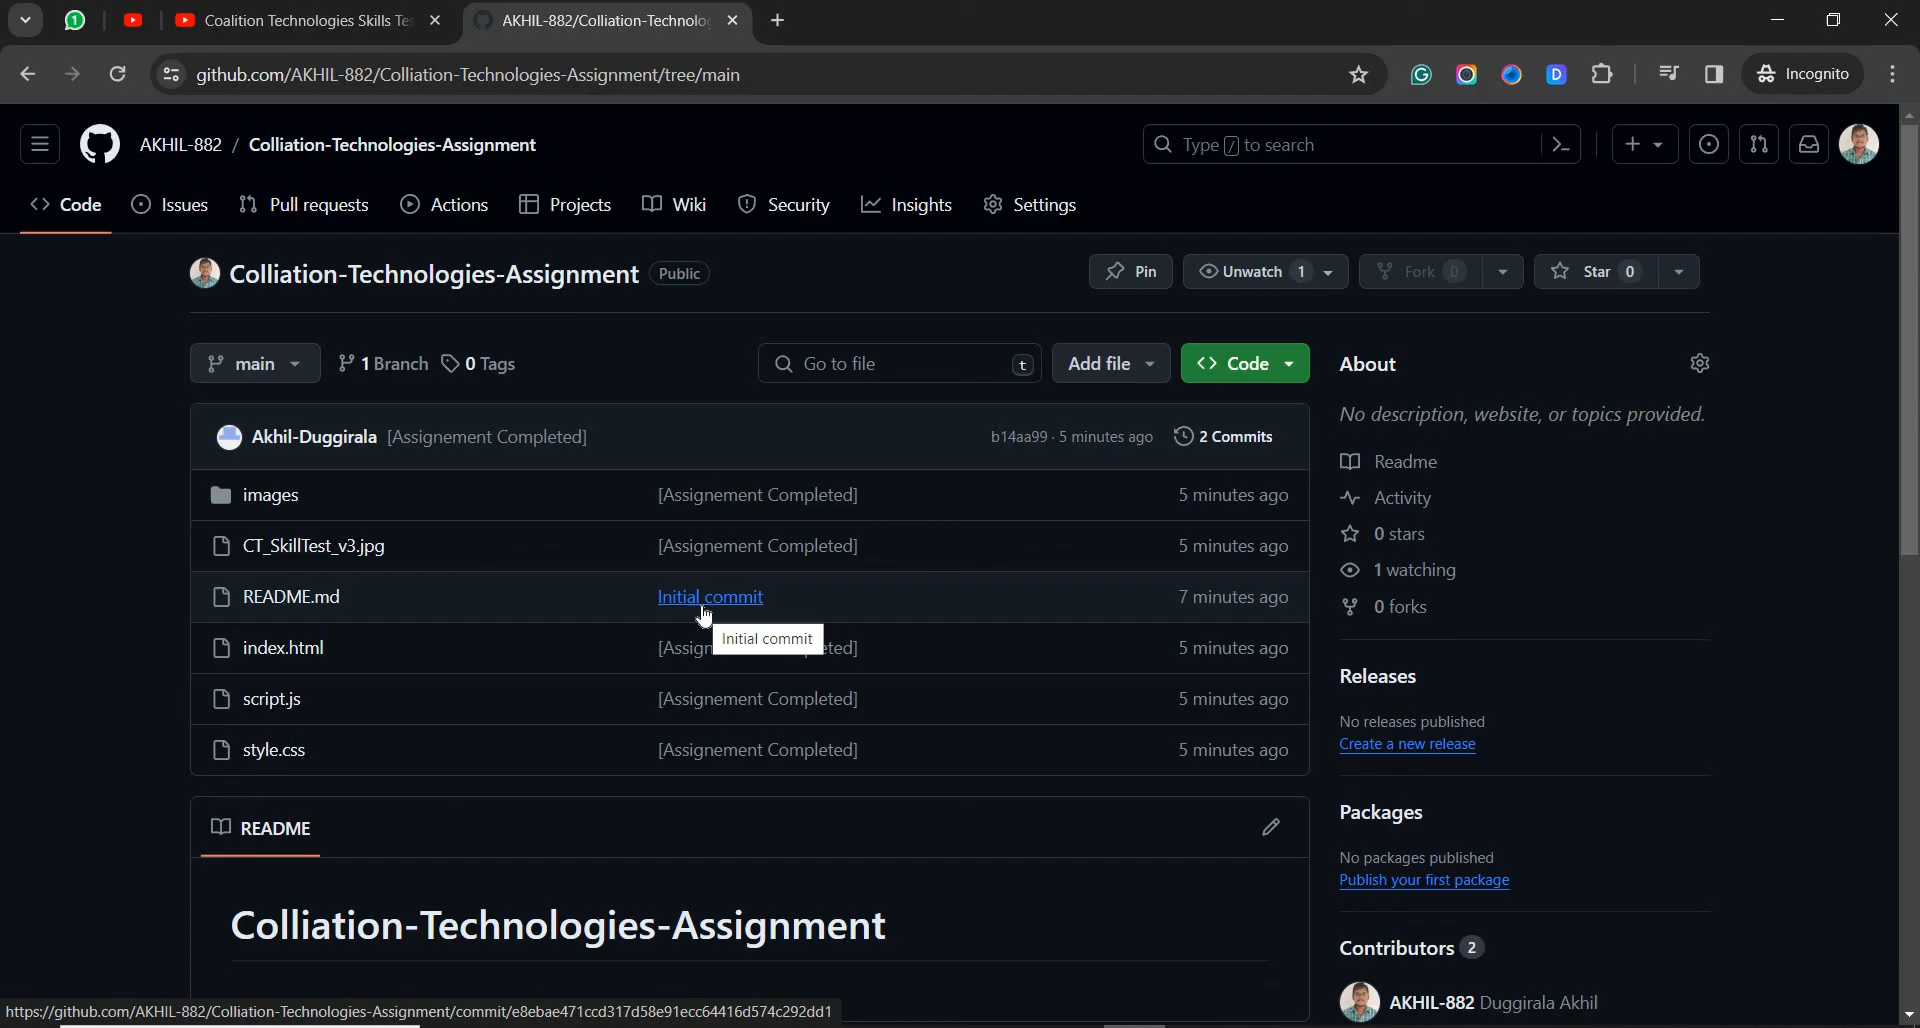 Coalition Technologies Skills Te
AKHIL-882/Colliation-Technolo
github.com/AKHIL-882/Colliation-Technologies-Assignment/tree/main
Incognito
AKHIL-882 / Colliation-Technologies-Assignment
Type / to search
Code
Issues
Pull requests
Actions
Projects
Wiki
Security
Insights
Settings
Colliation-Technologies-Assignment Public
Pin
Unwatch 1
Fork 0
Star 0
main
1 Branch
0 Tags
Go to file t
Add file
Code
Akhil-Duggirala [Assignement Completed] b14aa99 · 5 minutes ago 2 Commits
images [Assignement Completed] 5 minutes ago
CT_SkillTest_v3.jpg [Assignement Completed] 5 minutes ago
README.md Initial commit 7 minutes ago
Initial commit
index.html [Assign eted] 5 minutes ago
script.js [Assignement Completed] 5 minutes ago
style.css [Assignement Completed] 5 minutes ago
README
Colliation-Technologies-Assignment
About
No description, website, or topics provided.
Readme
Activity
0 stars
1 watching
0 forks
Releases
No releases published
Create a new release
Packages
No packages published
Publish your first package
Contributors 2
AKHIL-882 Duggirala Akhil
https://github.com/AKHIL-882/Colliation-Technologies-Assignment/commit/e8ebae471ccd317d58e91ecc64416d574c292dd1